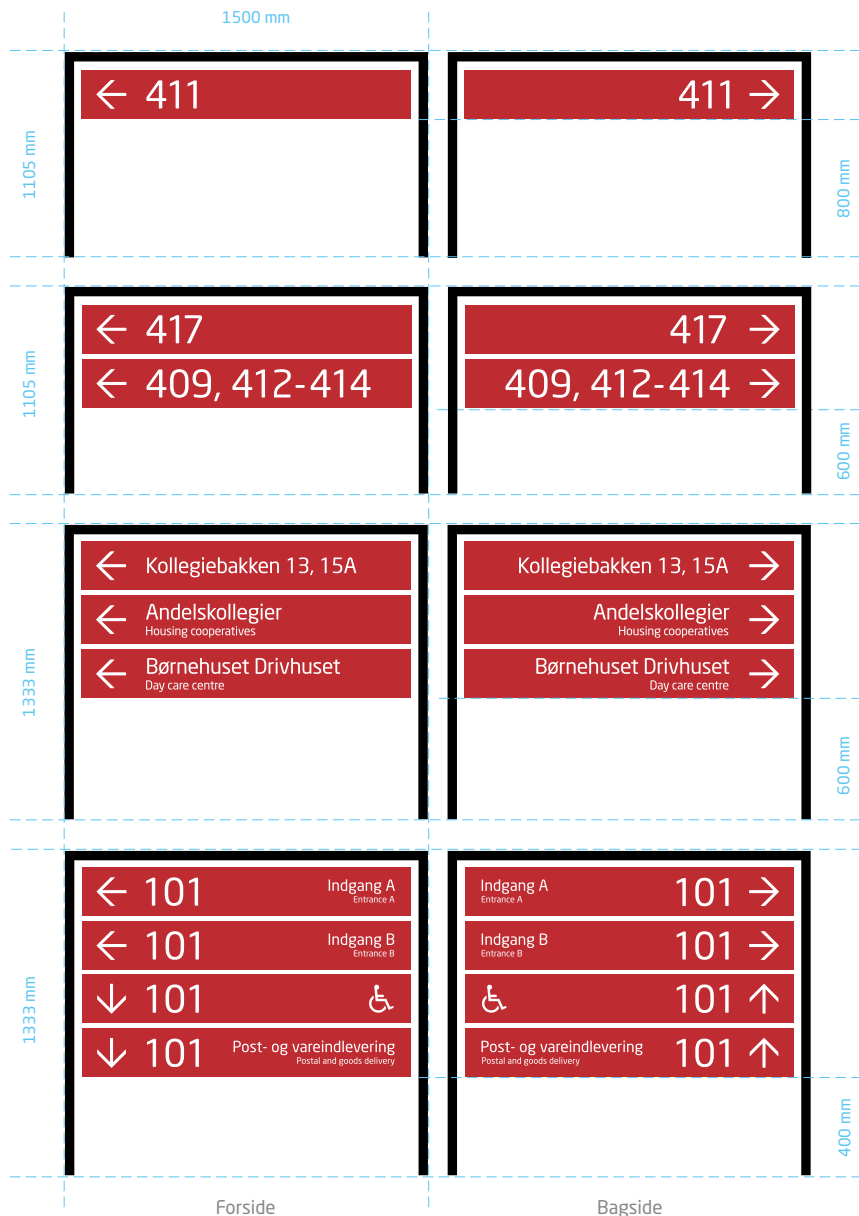 1500 mm
← 411
411 →
1105 mm
800 mm
← 417
417 →
← 409, 412-414
409, 412-414 →
1105 mm
600 mm
← Kollegiebakken 13, 15A
Kollegiebakken 13, 15A →
← Andelskollegier
Housing cooperatives
Andelskollegier →
Housing cooperatives
← Børnehuset Drivhuset
Day care centre
Børnehuset Drivhuset →
Day care centre
1333 mm
600 mm
← 101 Indgang A
Entrance A
Indgang A 101 →
Entrance A
← 101 Indgang B
Entrance B
Indgang B 101 →
Entrance B
↓ 101
101 ↑
↓ 101 Post- og vareindlevering
Postal and goods delivery
Post- og vareindlevering 101 ↑
Postal and goods delivery
1333 mm
400 mm
Forside
Bagside